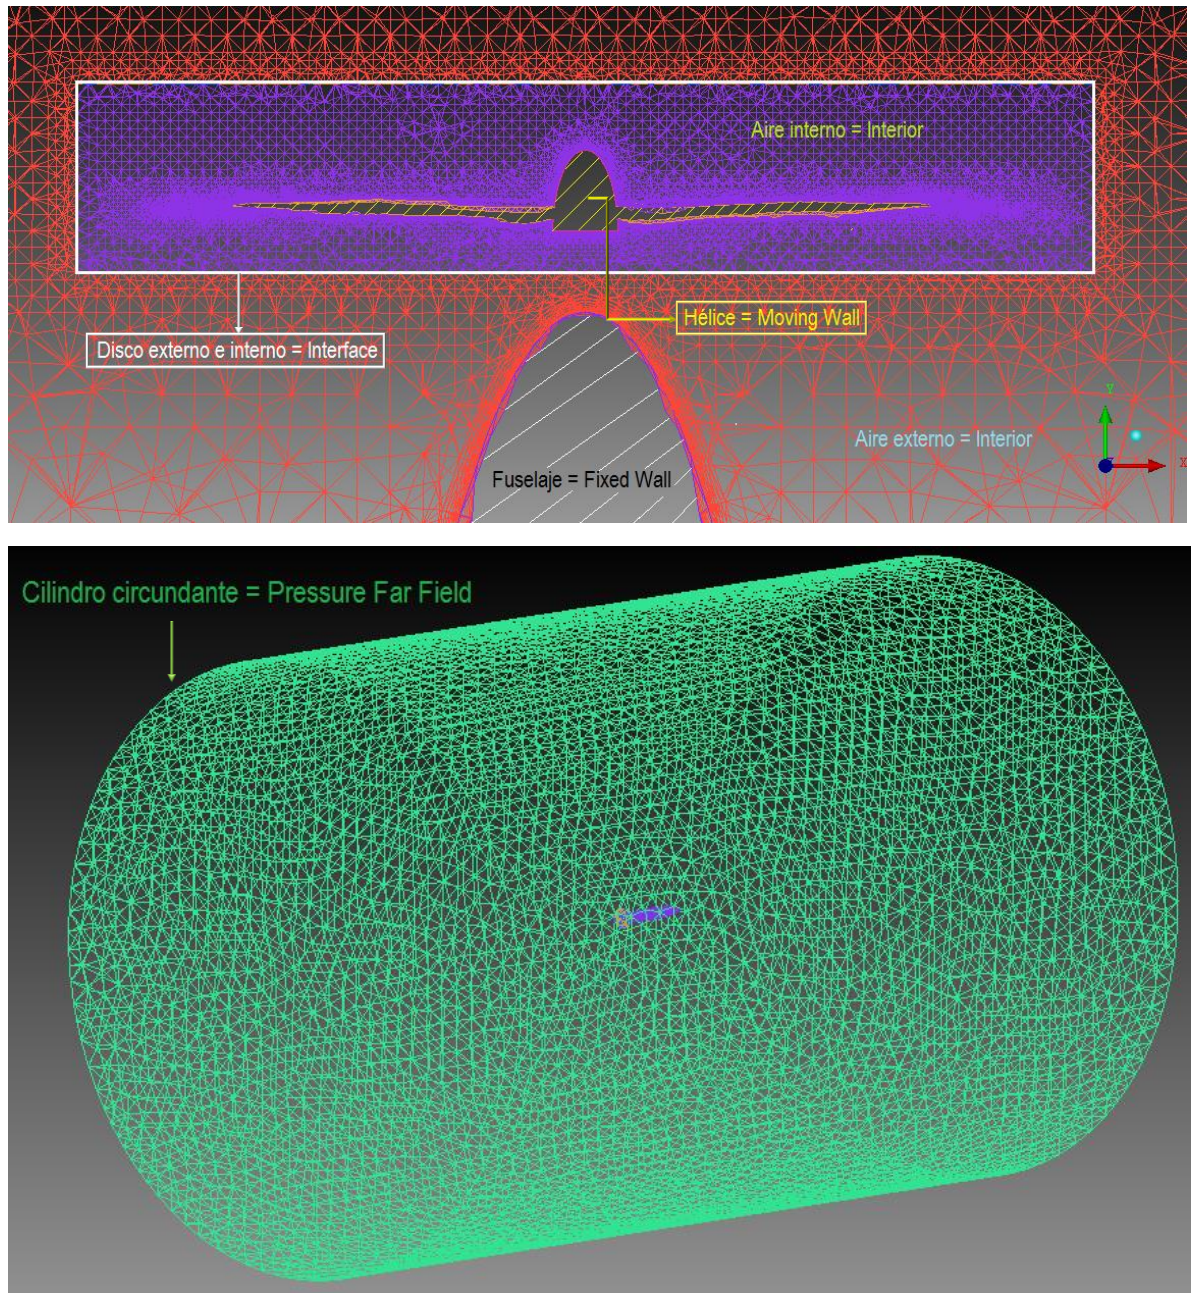 Aire interno = Interior
Hélice = Moving Wall
Disco externo e interno = Interface
Aire externo = Interior
Fuselaje = Fixed Wall
Y
X
Cilindro circundante = Pressure Far Field